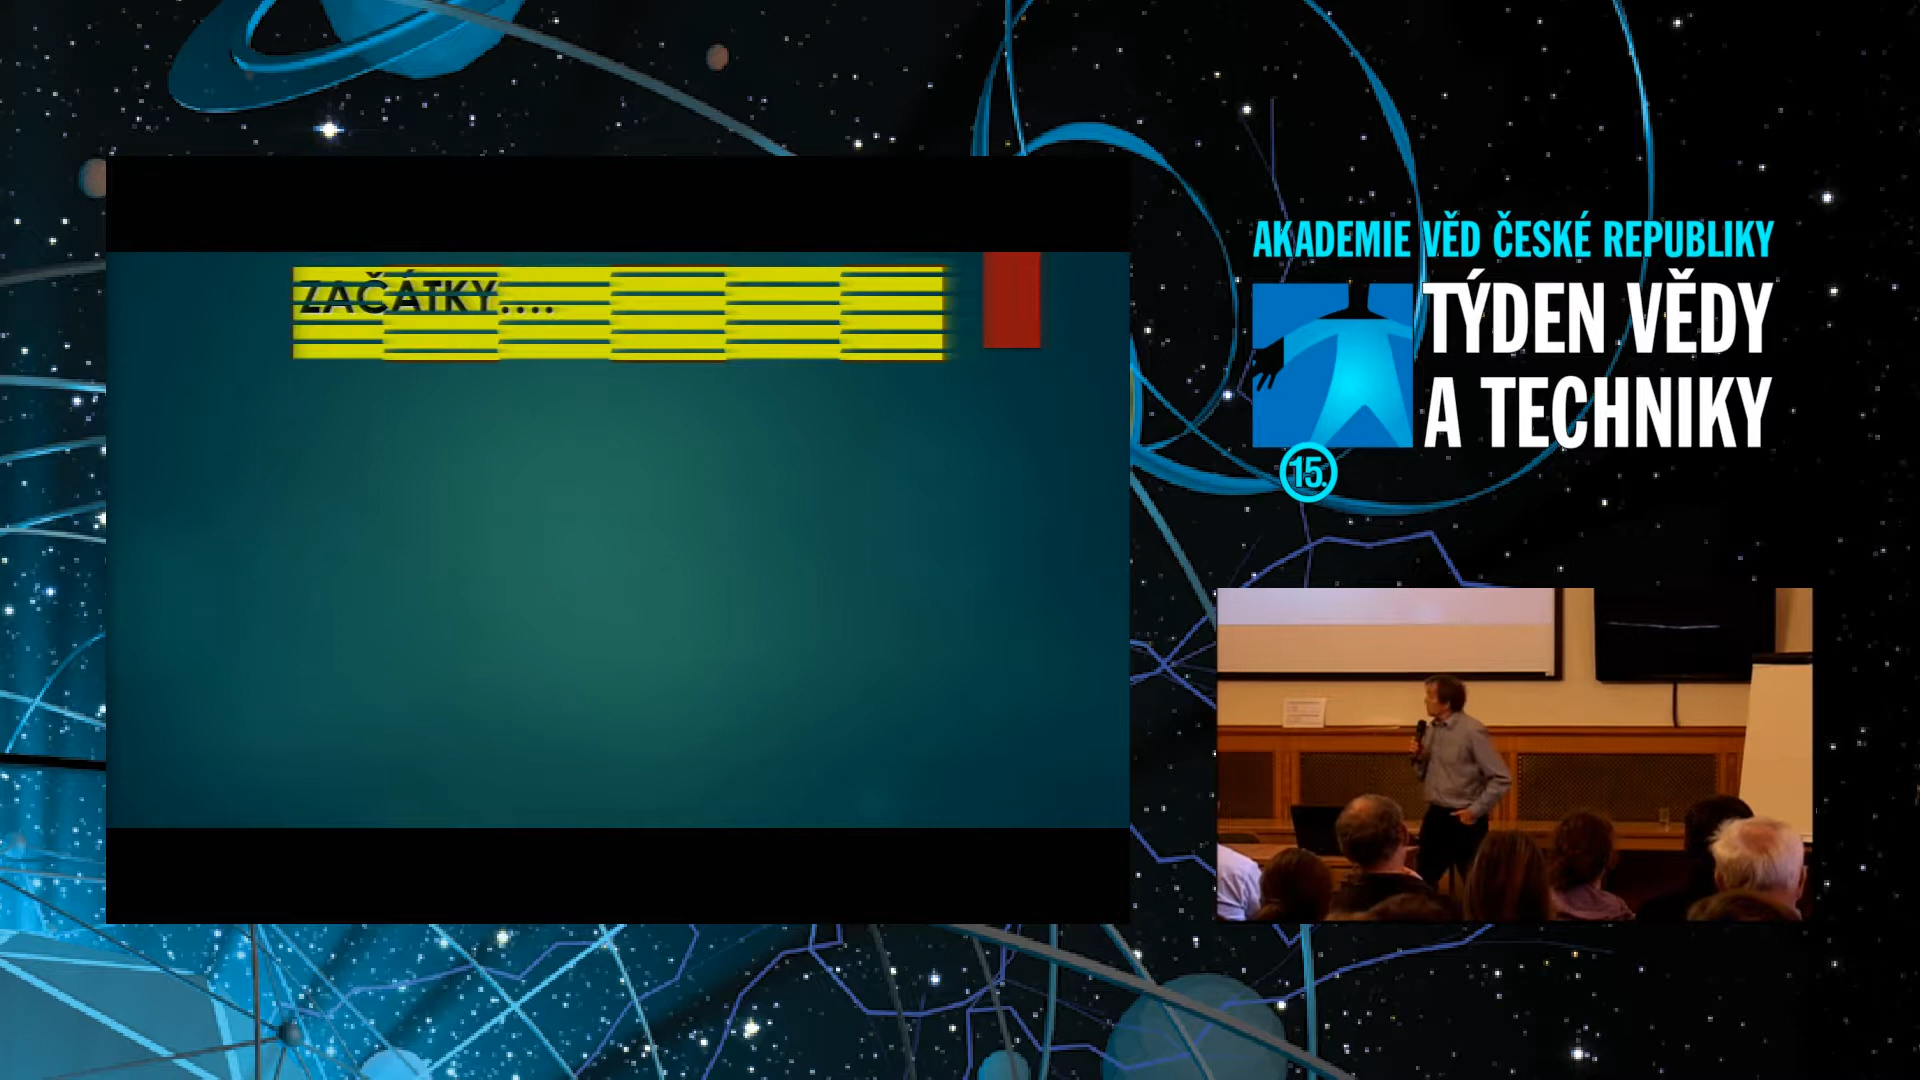 ZAČÁTKY....
AKADEMIE VĚD ČESKÉ REPUBLIKY
TÝDEN VĚDY
A TECHNIKY
15.